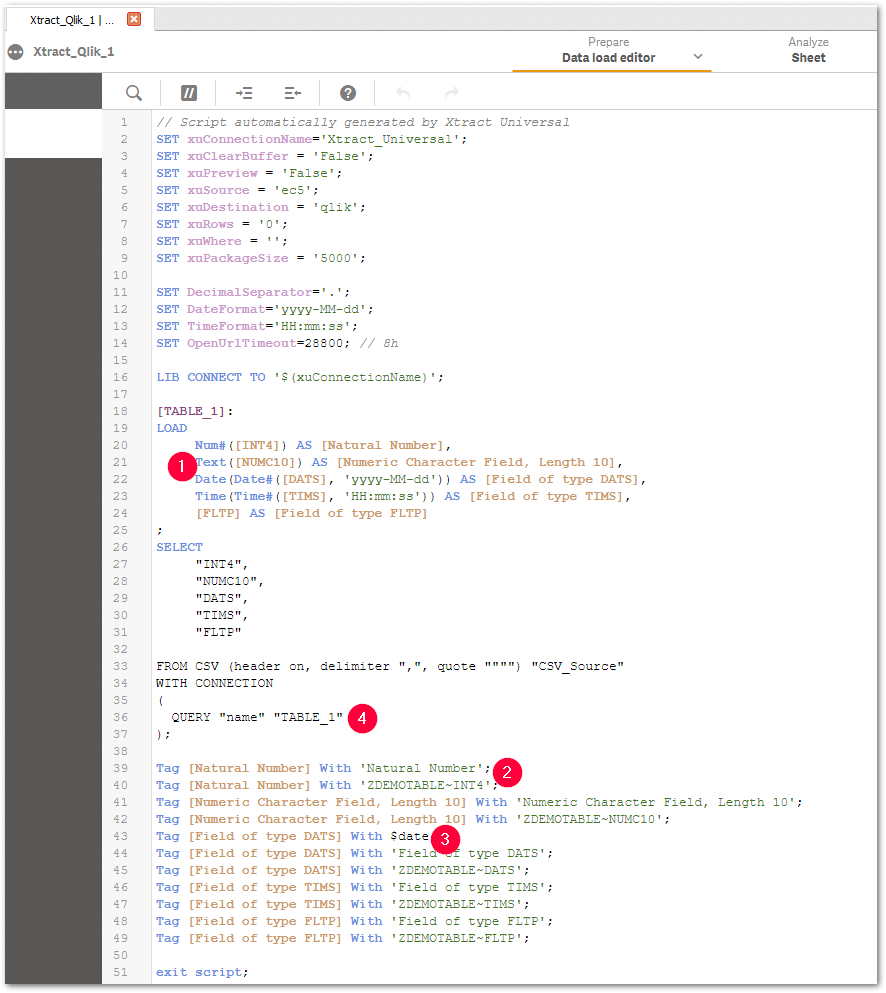 Xtract_Qlik_1 | ...
Xtract_Qlik_1
Prepare
Data load editor
Analyze
Sheet
//
?
1 // Script automatically generated by Xtract Universal
2 SET xuConnectionName='Xtract_Universal';
3 SET xuClearBuffer = 'False';
4 SET xuPreview = 'False';
5 SET xuSource = 'ec5';
6 SET xuDestination = 'qlik';
7 SET xuRows = '0';
8 SET xuWhere = '';
9 SET xuPackageSize = '5000';
10
11 SET DecimalSeparator='.';
12 SET DateFormat='yyyy-MM-dd';
13 SET TimeFormat='HH:mm:ss';
14 SET OpenUrlTimeout=28800; // 8h
15
16 LIB CONNECT TO '$(xuConnectionName)';
17
18 [TABLE_1]:
19 LOAD
20 Num#([INT4]) AS [Natural Number],
21 1 Text([NUMC10]) AS [Numeric Character Field, Length 10],
22 Date(Date#([DATS], 'yyyy-MM-dd')) AS [Field of type DATS],
23 Time(Time#([TIMS], 'HH:mm:ss')) AS [Field of type TIMS],
24 [FLTP] AS [Field of type FLTP]
25 ;
26 SELECT
27 "INT4",
28 "NUMC10",
29 "DATS",
30 "TIMS",
31 "FLTP"
32
33 FROM CSV (header on, delimiter ",", quote """") "CSV_Source"
34 WITH CONNECTION
35 (
36 QUERY "name" "TABLE_1" 4
37 );
38
39 Tag [Natural Number] With 'Natural Number'; 2
40 Tag [Natural Number] With 'ZDEMOTABLE~INT4';
41 Tag [Numeric Character Field, Length 10] With 'Numeric Character Field, Length 10';
42 Tag [Numeric Character Field, Length 10] With 'ZDEMOTABLE~NUMC10';
43 Tag [Field of type DATS] With $date 3
44 Tag [Field of type DATS] With 'Field of type DATS';
45 Tag [Field of type DATS] With 'ZDEMOTABLE~DATS';
46 Tag [Field of type TIMS] With 'Field of type TIMS';
47 Tag [Field of type TIMS] With 'ZDEMOTABLE~TIMS';
48 Tag [Field of type FLTP] With 'Field of type FLTP';
49 Tag [Field of type FLTP] With 'ZDEMOTABLE~FLTP';
50
51 exit script;